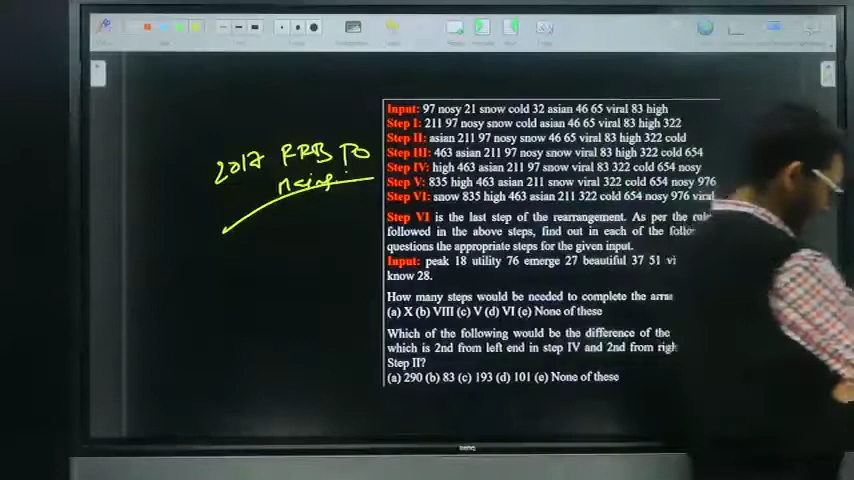 2017 RRB PO
mains
Input: 97 nosy 21 snow cold 32 asian 46 65 viral 83 high
Step I: 211 97 nosy snow cold asian 46 65 viral 83 high 322
Step II: asian 211 97 nosy snow 46 65 viral 83 high 322 cold
Step III: 463 asian 211 97 nosy snow viral 83 high 322 cold 654
Step IV: high 463 asian 211 97 snow viral 83 322 cold 654 nosy
Step V: 835 high 463 asian 211 snow viral 322 cold 654 nosy 976
Step VI: snow 835 high 463 asian 211 322 cold 654 nosy 976 viral
Step VI is the last step of the rearrangement. As per the
followed in the above steps, find out in each of the
questions the appropriate steps for the given input.
Input: peak 18 utility 76 emerge 27 beautiful 37 51
know 28.
How many steps would be needed to complete the
(a) X (b) VIII (c) V (d) VI (e) None of these
Which of the following would be the difference of the
which is 2nd from left end in step IV and 2nd from
Step II?
(a) 290 (b) 83 (c) 193 (d) 101 (e) None of these
BenQ